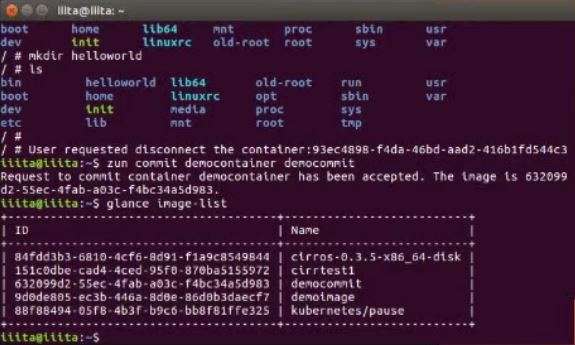 iiita@iiita: ~
boot home lib64 mnt proc sbin usr
dev init linuxrc old-root root sys var
/ # mkdir helloworld
/ # ls
bin helloworld lib64 old-root run usr
boot home linuxrc opt sbin var
dev init media proc sys
etc lib mnt root tmp
/ #
/ # User requested disconnect the container:93ec4898-f4da-46bd-aad2-416b1fd544c3
iiita@iiita:~$ zun commit democontainer democommit
Request to commit container democontainer has been accepted. The image is 632099
d2-55ec-4fab-a03c-f4bc34a5d983.
iiita@iiita:~$ glance image-list
+--------------------------------------+--------------------------+
| ID | Name |
+--------------------------------------+--------------------------+
| 84fdd3b3-6810-4cf6-8d91-f1a9c8549844 | cirros-0.3.5-x86_64-disk |
| 151c0dbe-cad4-4ced-95f0-870ba5155972 | cirrtest1 |
| 632099d2-55ec-4fab-a03c-f4bc34a5d983 | democommit |
| 9d0de805-ec3b-446a-8d0e-86d0b3daecf7 | demoimage |
| 88f88494-05f8-4b3f-b9c6-bb8f81ffe325 | kubernetes/pause |
+--------------------------------------+--------------------------+
iiita@iiita:~$